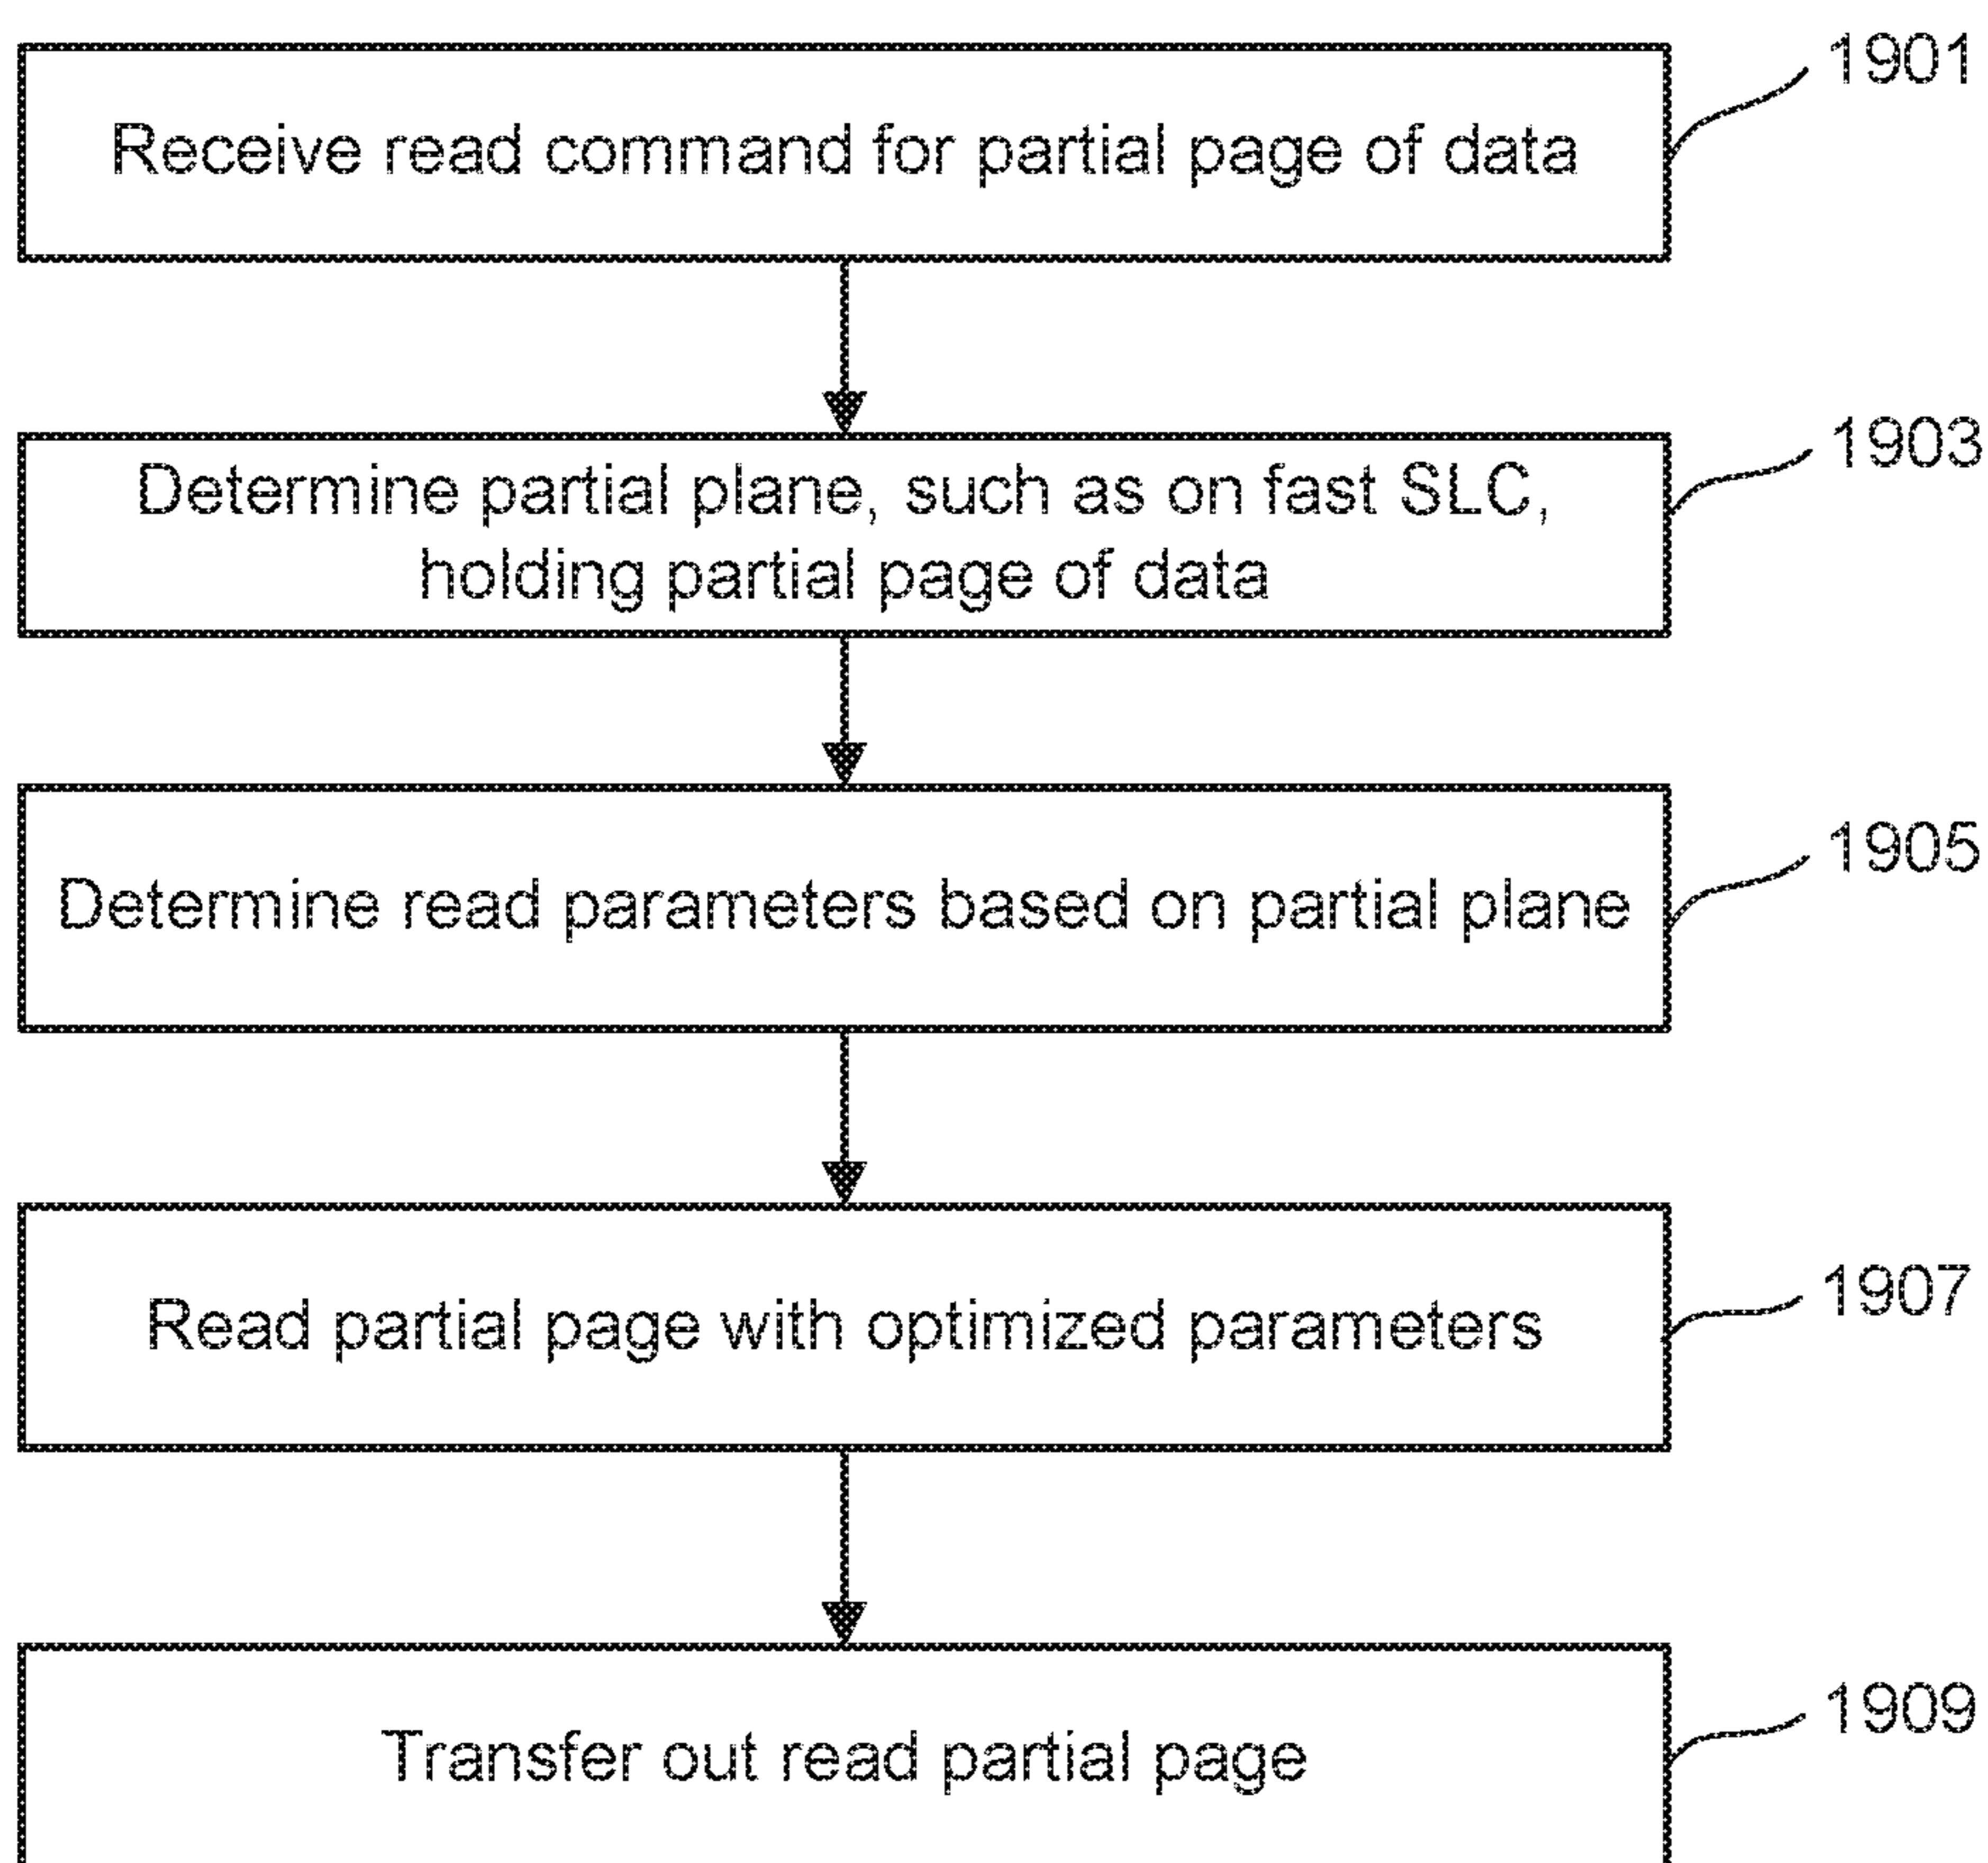 1901
Receive read command for partial page of data
1903
Determine partial plane, such as on fast SLC,
holding partial page of data
1905
Determine read parameters based on partial plane
1907
Read partial page with optimized parameters
1909
Transfer out read partial page